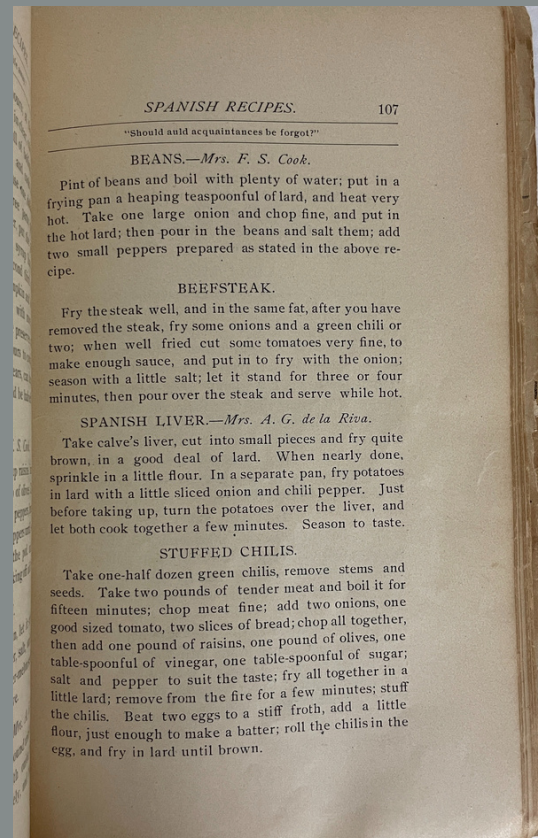 SPANISH RECIPES. 107
"Should auld acquaintances be forgot?"
BEANS.—Mrs. F. S. Cook.
Pint of beans and boil with plenty of water; put in a
frying pan a heaping teaspoonful of lard, and heat very
hot. Take one large onion and chop fine, and put in
the hot lard; then pour in the beans and salt them; add
two small peppers prepared as stated in the above re-
cipe.
BEEFSTEAK.
Fry the steak well, and in the same fat, after you have
removed the steak, fry some onions and a green chili or
two; when well fried cut some tomatoes very fine, to
make enough sauce, and put in to fry with the onion;
season with a little salt; let it stand for three or four
minutes, then pour over the steak and serve while hot.
SPANISH LIVER.—Mrs. A. G. de la Riva.
Take calve's liver, cut into small pieces and fry quite
brown, in a good deal of lard. When nearly done,
sprinkle in a little flour. In a separate pan, fry potatoes
in lard with a little sliced onion and chili pepper. Just
before taking up, turn the potatoes over the liver, and
let both cook together a few minutes. Season to taste.
STUFFED CHILIS.
Take one-half dozen green chilis, remove stems and
seeds. Take two pounds of tender meat and boil it for
fifteen minutes; chop meat fine; add two onions, one
good sized tomato, two slices of bread; chop all together,
then add one pound of raisins, one pound of olives, one
table-spoonful of vinegar, one table-spoonful of sugar;
salt and pepper to suit the taste; fry all together in a
little lard; remove from the fire for a few minutes; stuff
the chilis. Beat two eggs to a stiff froth, add a little
flour, just enough to make a batter; roll the chilis in the
egg, and fry in lard until brown.